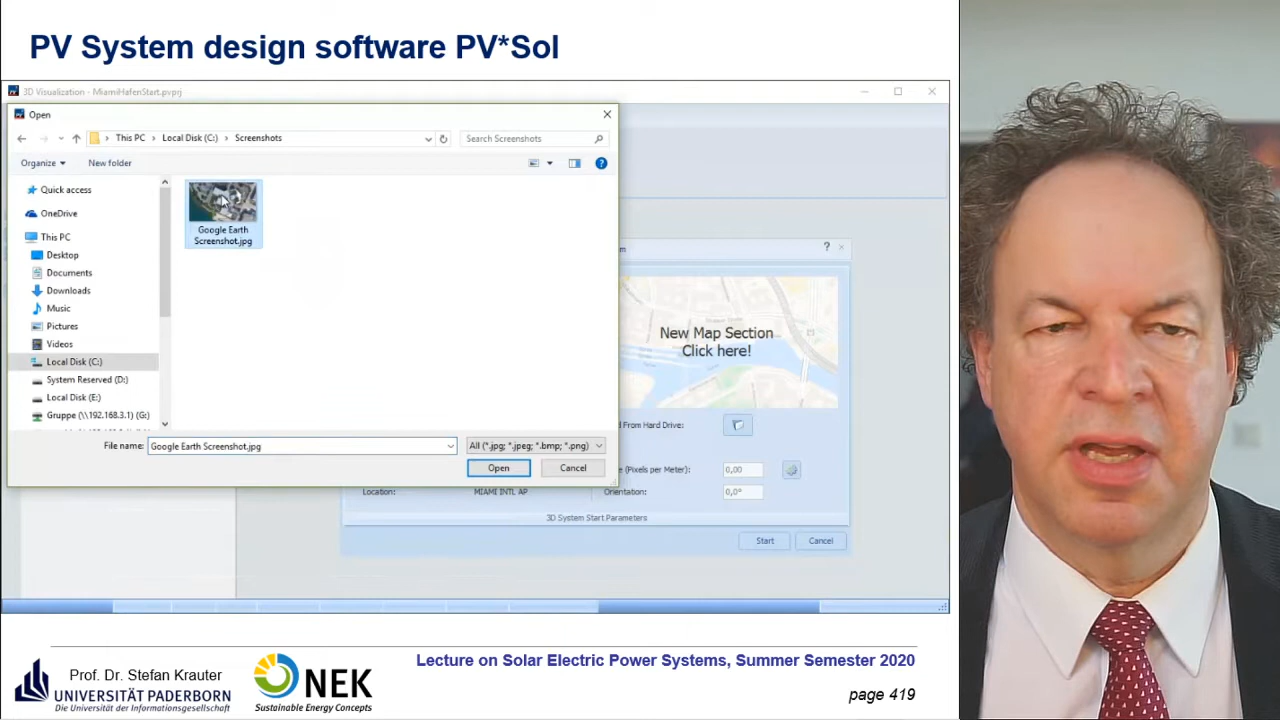 PV System design software PV*Sol
3D Visualization - MiamiHafenStart.pvprj
Open
This PC
Local Disk (C:)
Screenshots
Search Screenshots
Organize
New folder
Quick access
OneDrive
This PC
Desktop
Documents
Downloads
Music
Pictures
Videos
Local Disk (C:)
System Reserved (D:)
Local Disk (E:)
Gruppe (\\192.168.3.1) (G:)
Google Earth
Screenshot.jpg
File name:
Google Earth Screenshot.jpg
All (*.jpg; *.jpeg; *.bmp; *.png)
Open
Cancel
New Map Section
Click here!
From Hard Drive:
(Pixels per Meter):
0,00
Location:
MIAMI INTL AP
Orientation:
0,0°
3D System Start Parameters
Start
Cancel
Prof. Dr. Stefan Krauter
UNIVERSITÄT PADERBORN
Die Universität der Informationsgesellschaft
NEK
Sustainable Energy Concepts
Lecture on Solar Electric Power Systems, Summer Semester 2020
page 419